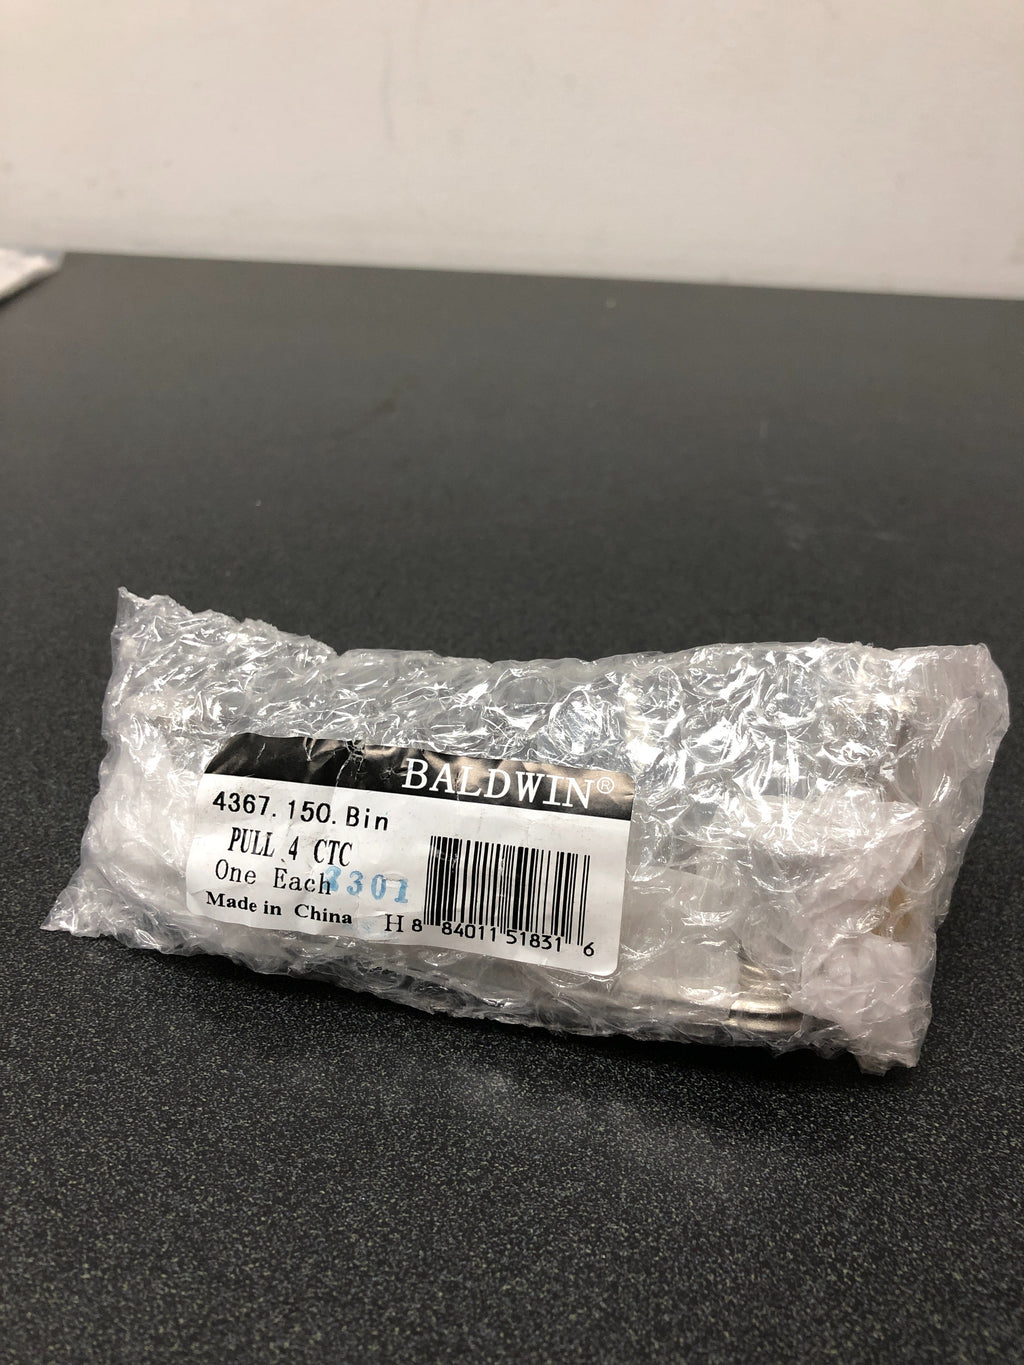 BALDWIN®
4367.150.Bin
PULL 4 CTC
One Each
3301
Made in China
H 8 84011 51831 6